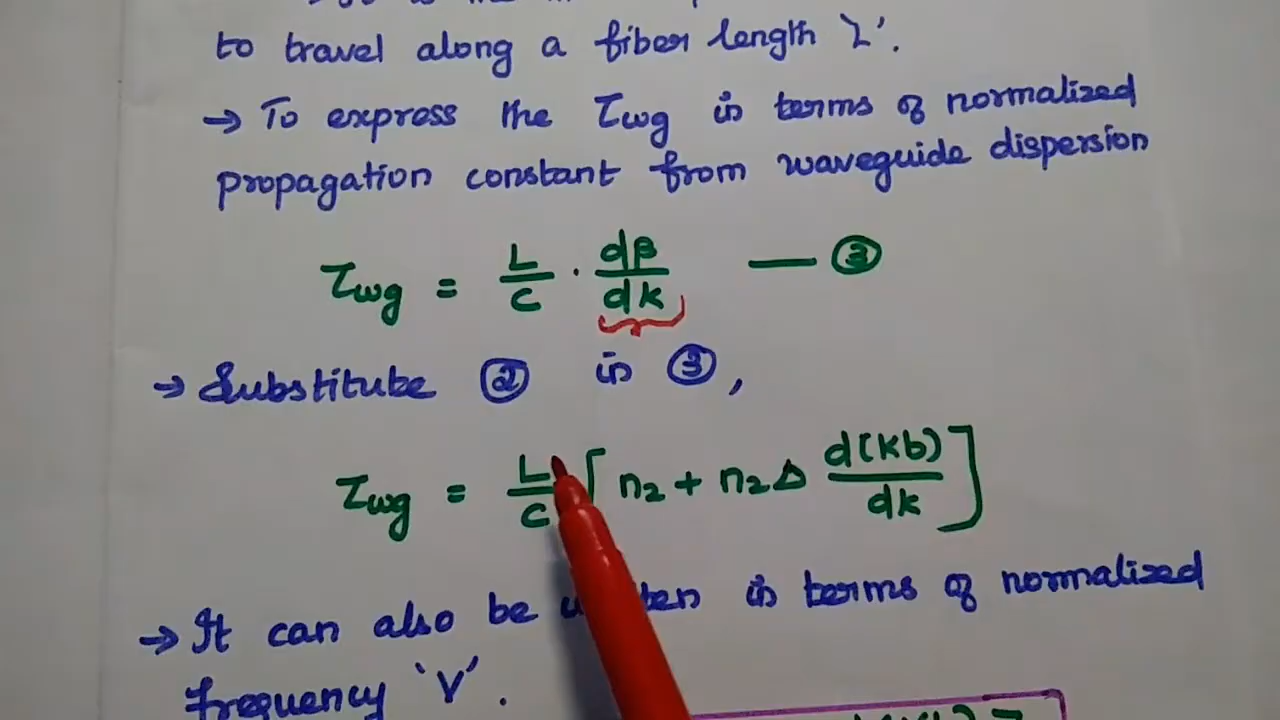 to travel along a fiber length 'L'.
→ To express the τwg in terms of normalized
propagation constant from waveguide dispersion
τwg = L/c · dβ/dk — ③
→ Substitute ② in ③,
τwg = L/c [n₂ + n₂Δ d(kb)/dk]
→ It can also be in terms of normalized
frequency 'V'.